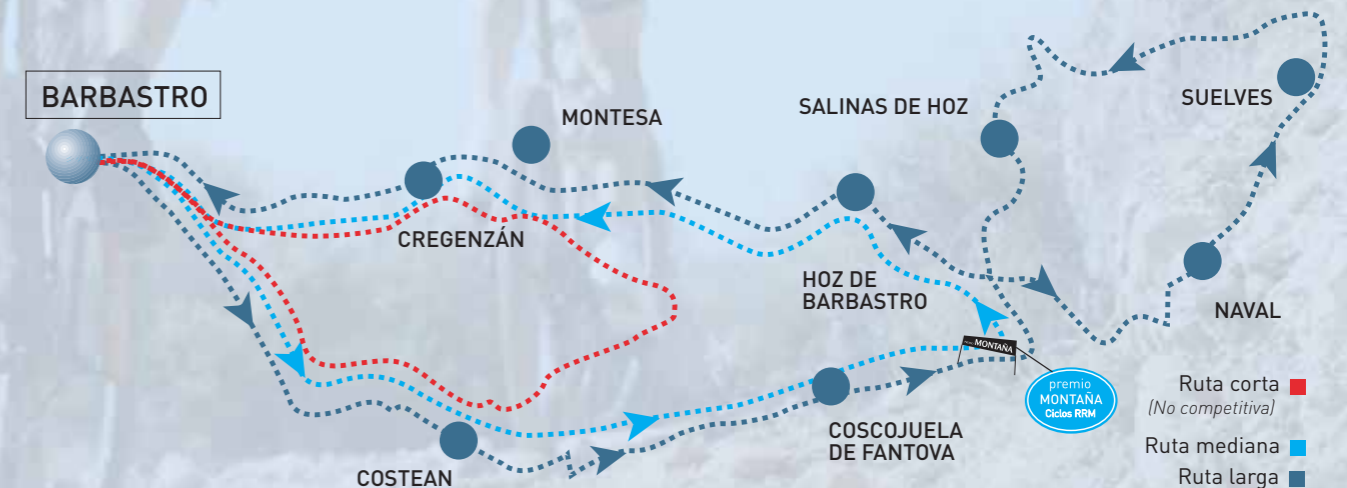 BARBASTRO
MONTESA
SALINAS DE HOZ
SUELVES
CREGENZÁN
HOZ DE
BARBASTRO
NAVAL
MONTAÑA
premio
MONTAÑA
Ciclos RRM
COSCOJUELA
DE FANTOVA
COSTEAN
Ruta corta
(No competitiva)
Ruta mediana
Ruta larga